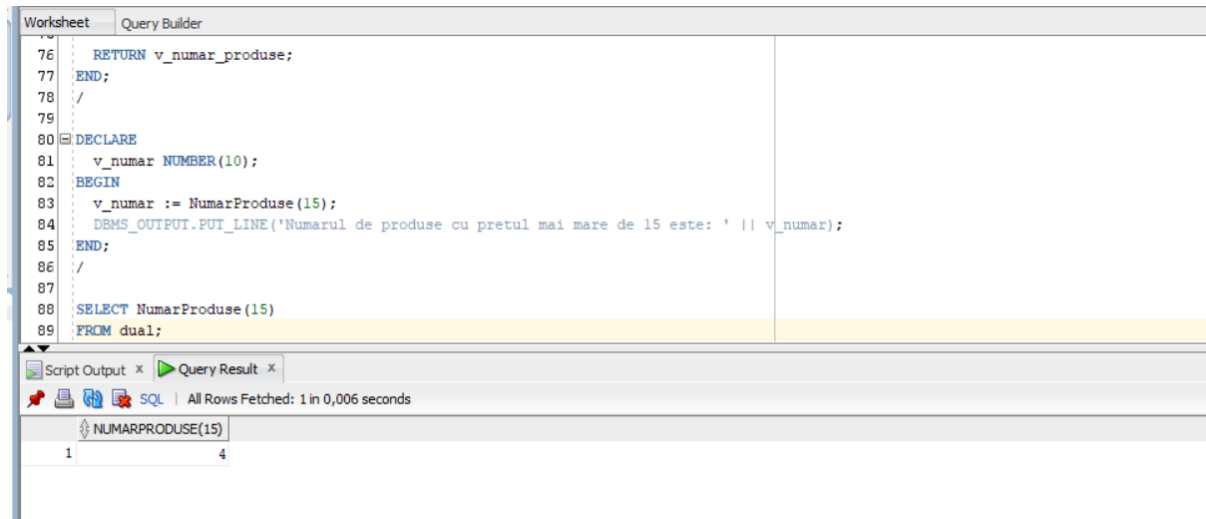 Worksheet Query Builder
76 RETURN v_numar_produse;
77 END;
78 /
79
80 DECLARE
81 v_numar NUMBER(10);
82 BEGIN
83 v_numar := NumarProduse(15);
84 DBMS_OUTPUT.PUT_LINE('Numarul de produse cu pretul mai mare de 15 este: ' || v_numar);
85 END;
86 /
87
88 SELECT NumarProduse(15)
89 FROM dual;
Script Output x Query Result x
SQL | All Rows Fetched: 1 in 0,006 seconds
NUMARPRODUSE(15)
1 4